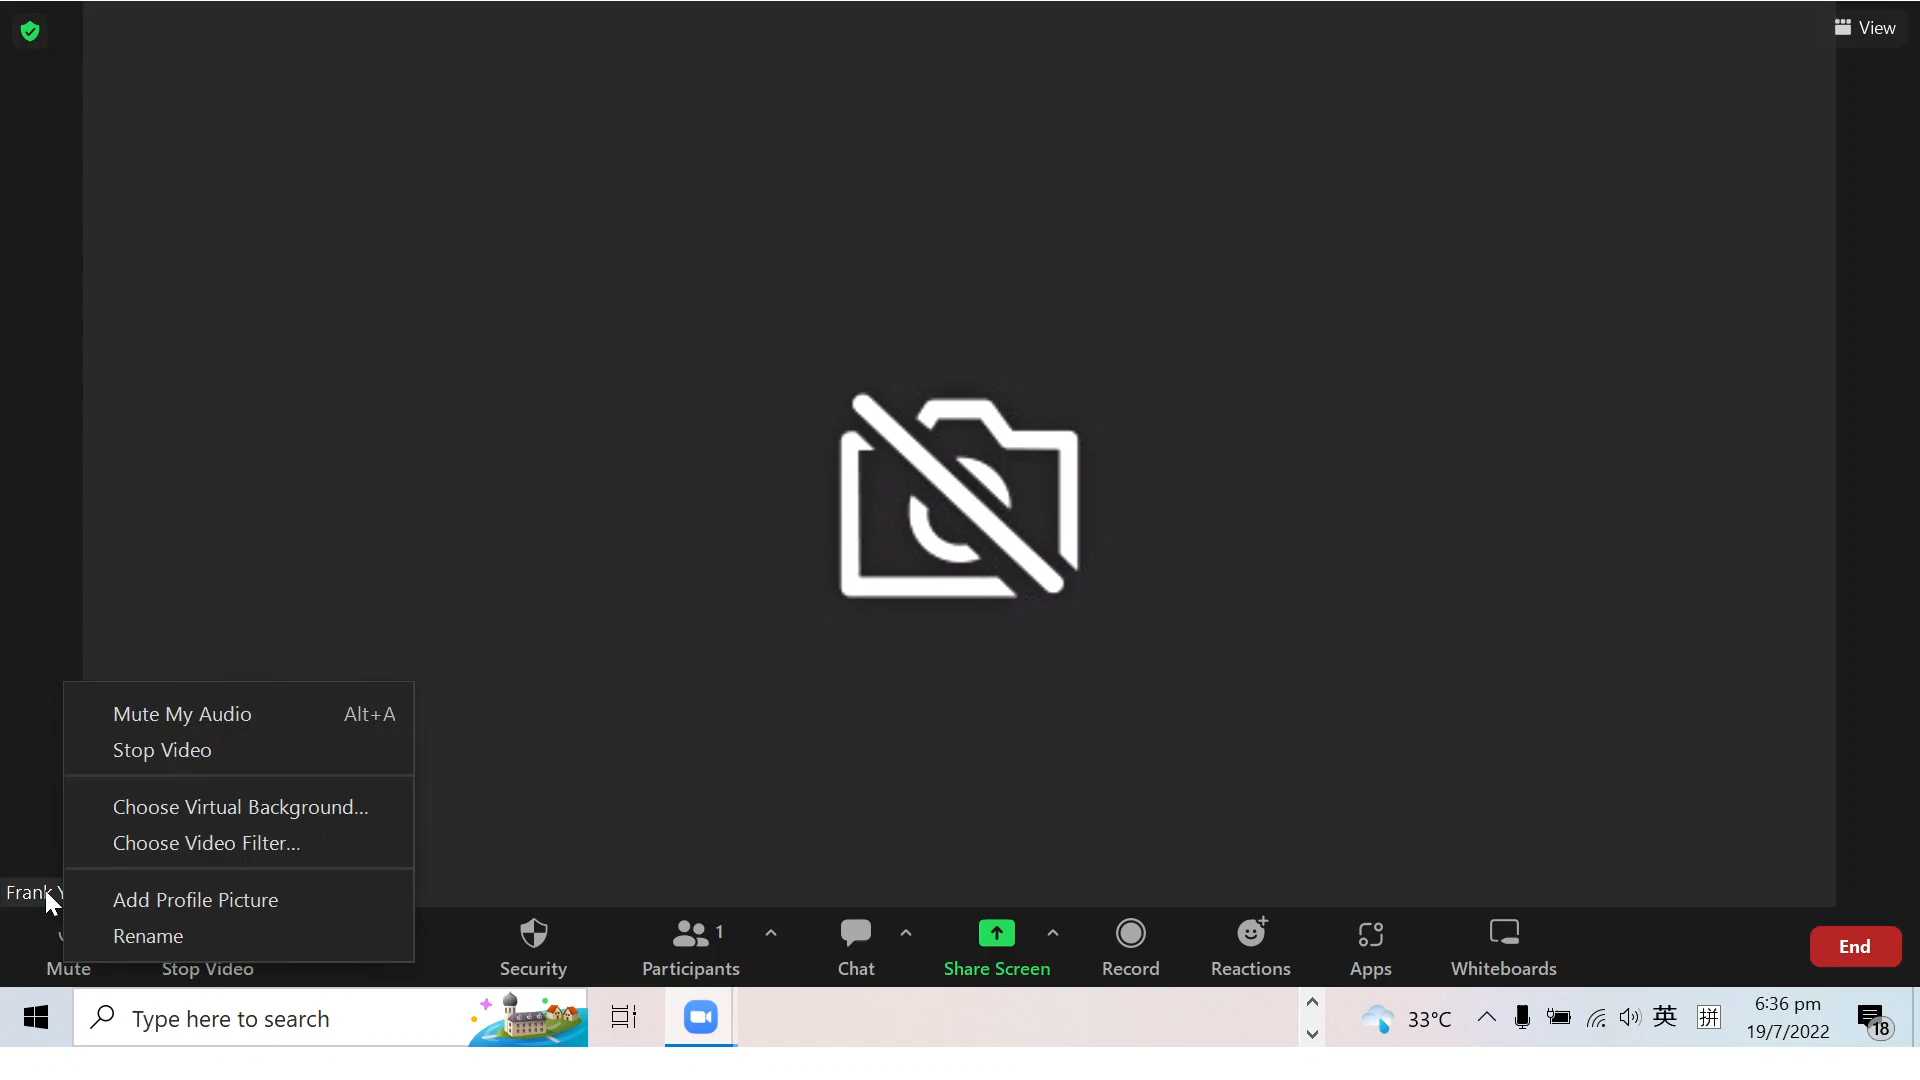 View
Mute My Audio Alt+A
Stop Video
Choose Virtual Background...
Choose Video Filter...
Frank Y
Add Profile Picture
Rename
1
Mute Stop Video Security Participants Chat Share Screen Record Reactions Apps Whiteboards End
Type here to search
33°C
英
拼
6:36 pm
19/7/2022
18